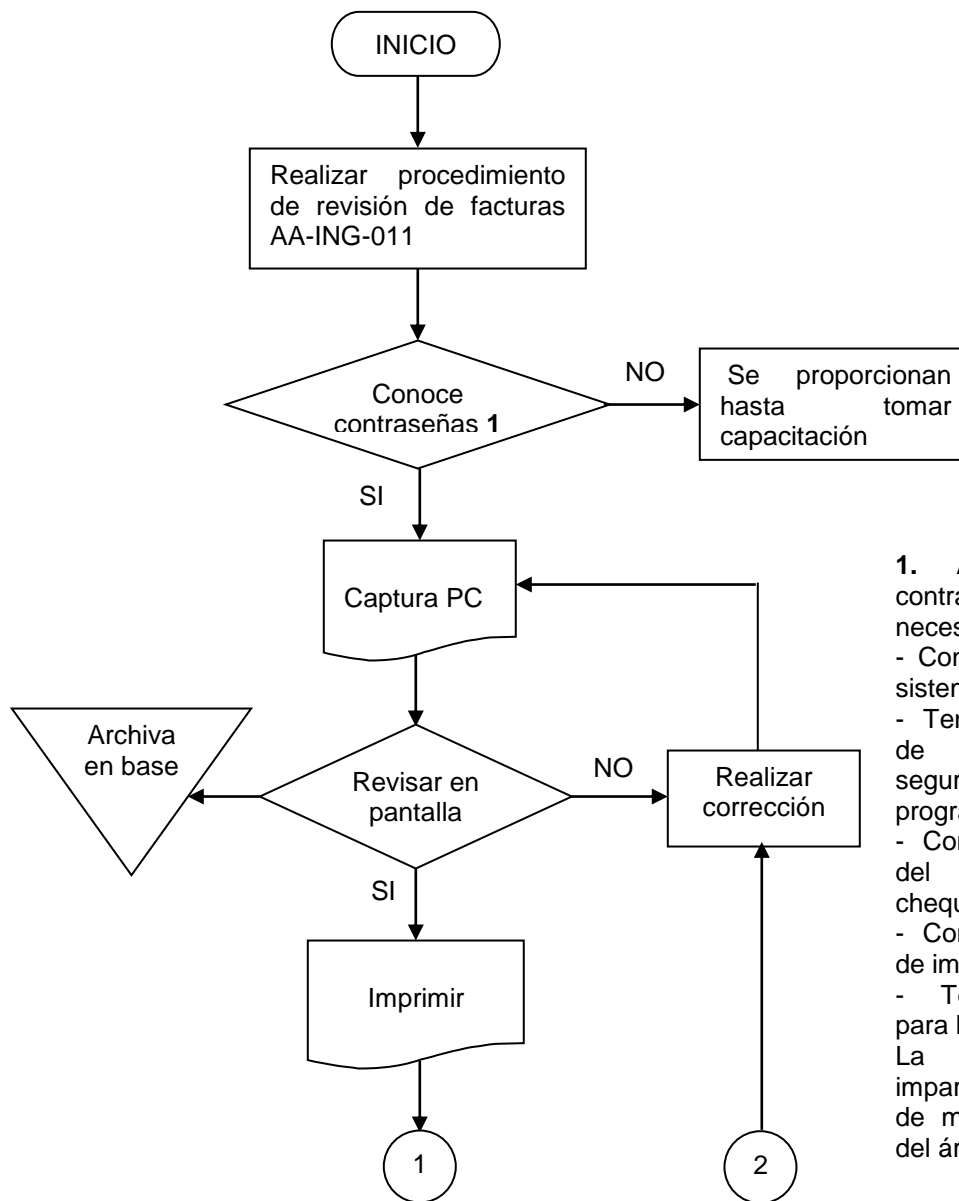 INICIO
Realizar procedimiento
de revisión de facturas
AA-ING-011
Conoce
contraseñas 1
NO
Se proporcionan
hasta tomar
capacitación
SI
Captura PC
Archiva
en base
Revisar en
pantalla
NO
Realizar
corrección
SI
Imprimir
1
2
1.
contra
neces
- Con
sister
- Ter
de
segur
progra
- Con
del
chequ
- Con
de im
- T
para
La
impar
de m
del ár